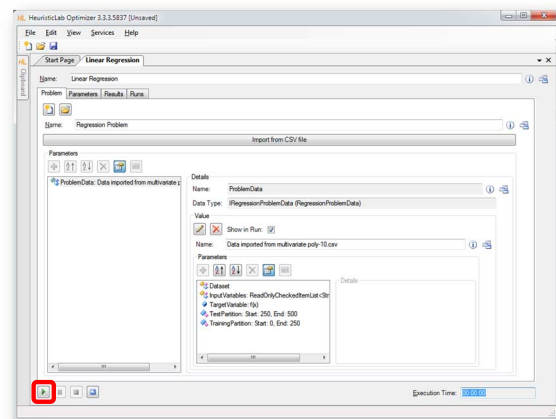 HeuristicLab Optimizer 3.3.3.5837 [Unsaved]
File Edit View Services Help
Start Page Linear Regression
Clipboard
Name: Linear Regression
Problem Parameters Results Runs
Name: Regression Problem
Import from CSV file
Parameters
ProblemData: Data imported from multivariate p
Details
Name: ProblemData
Data Type: IRegressionProblemData (RegressionProblemData)
Value
Show in Run:
Name: Data imported from multivariate poly-10.csv
Parameters
Dataset
InputVariables: ReadOnlyCheckedItemList<Str
TargetVariable: f(x)
TestPartition: Start: 250, End: 500
TrainingPartition: Start: 0, End: 250
Details
Execution Time: 00:00:00